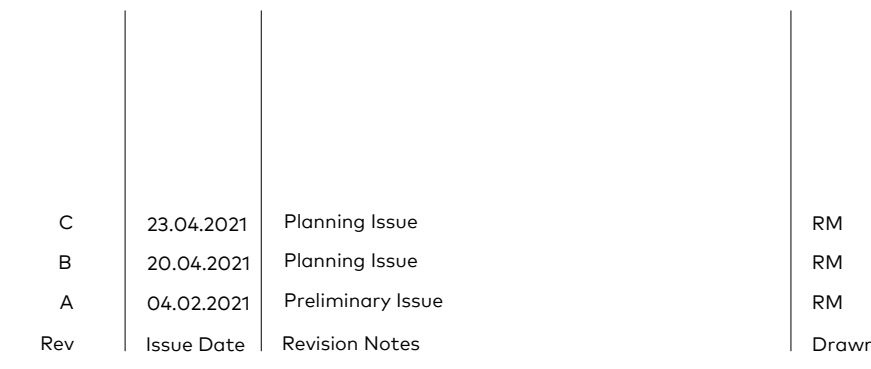 C 23.04.2021 Planning Issue RM
B 20.04.2021 Planning Issue RM
A 04.02.2021 Preliminary Issue RM
Rev Issue Date Revision Notes Drawn